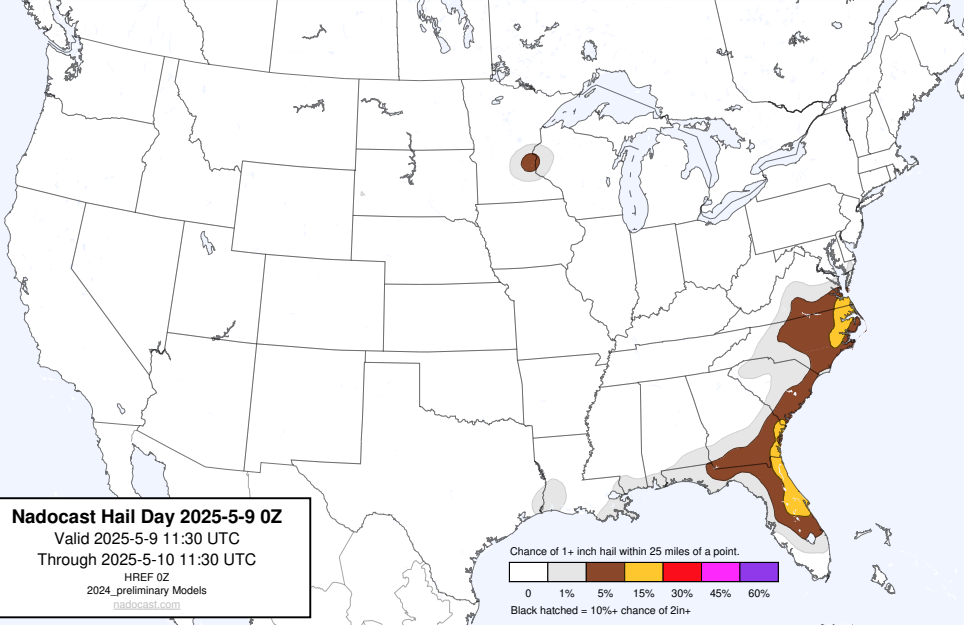 Nadocast Hail Day 2025-5-9 0Z
Valid 2025-5-9 11:30 UTC
Through 2025-5-10 11:30 UTC
HREF 0Z
2024_preliminary Models
nadocast.com
Chance of 1+ inch hail within 25 miles of a point.
0 1% 5% 15% 30% 45% 60%
Black hatched = 10%+ chance of 2in+